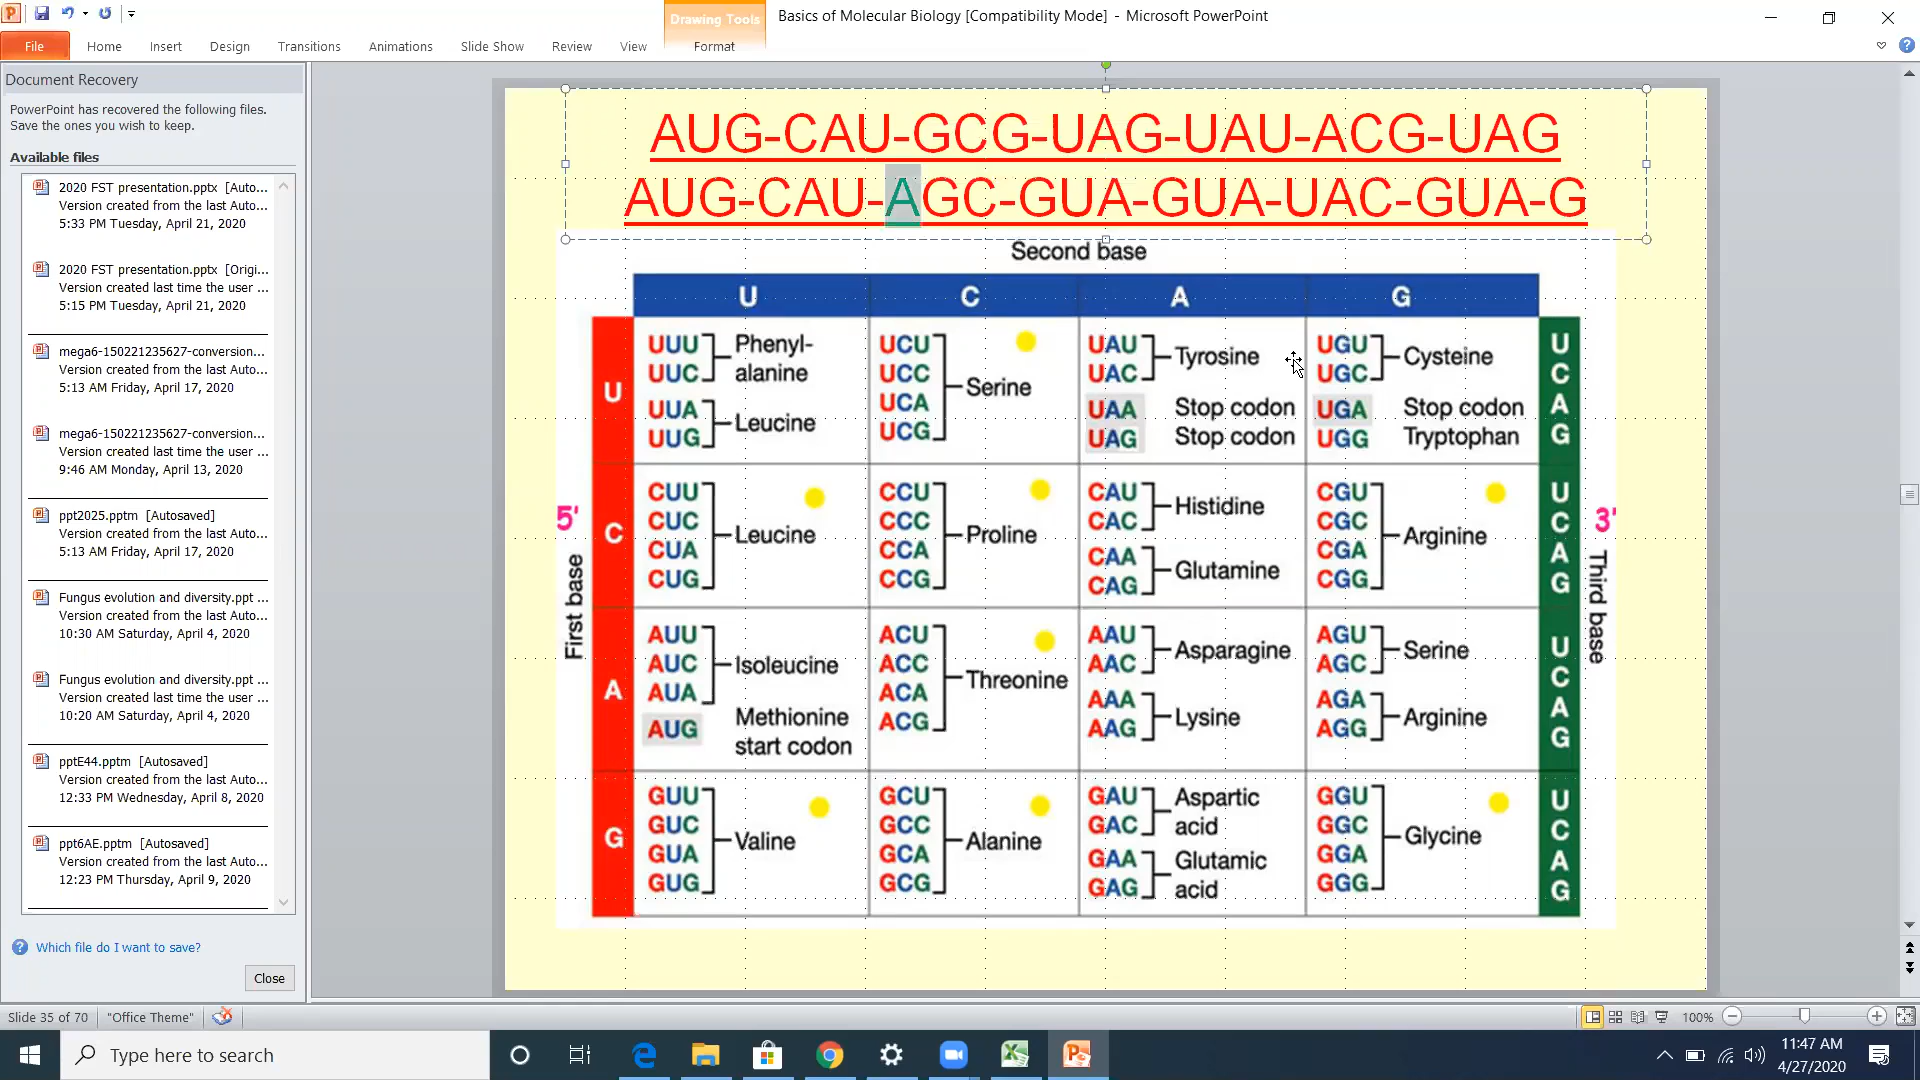 Basics of Molecular Biology [Compatibility Mode] - Microsoft PowerPoint
Drawing Tools
File Home Insert Design Transitions Animations Slide Show Review View Format
Document Recovery
PowerPoint has recovered the following files.
Save the ones you wish to keep.
Available files
2020 FST presentation.pptx [Auto...
Version created from the last Auto...
5:33 PM Tuesday, April 21, 2020
2020 FST presentation.pptx [Origi...
Version created last time the user ...
5:15 PM Tuesday, April 21, 2020
mega6-150221235627-conversion...
Version created from the last Auto...
5:13 AM Friday, April 17, 2020
mega6-150221235627-conversion...
Version created last time the user ...
9:46 AM Monday, April 13, 2020
ppt2025.pptm [Autosaved]
Version created from the last Auto...
5:13 AM Friday, April 17, 2020
Fungus evolution and diversity.ppt ...
Version created from the last Auto...
10:30 AM Saturday, April 4, 2020
Fungus evolution and diversity.ppt ...
Version created last time the user ...
10:20 AM Saturday, April 4, 2020
pptE44.pptm [Autosaved]
Version created from the last Auto...
12:33 PM Wednesday, April 8, 2020
ppt6AE.pptm [Autosaved]
Version created from the last Auto...
12:23 PM Thursday, April 9, 2020
Which file do I want to save?
Close
AUG-CAU-GCG-UAG-UAU-ACG-UAG
AUG-CAU-AGC-GUA-GUA-UAC-GUA-G
Second base
U C A G
First base
5'
U
UUU
UUC
Phenyl-
alanine
UUA
UUG
Leucine
UCU
UCC
UCA
UCG
Serine
UAU
UAC
Tyrosine
UAA Stop codon
UAG Stop codon
UGU
UGC
Cysteine
UGA Stop codon
UGG Tryptophan
U
C
A
G
C
CUU
CUC
CUA
CUG
Leucine
CCU
CCC
CCA
CCG
Proline
CAU
CAC
Histidine
CAA
CAG
Glutamine
CGU
CGC
CGA
CGG
Arginine
U
C
A
G
A
AUU
AUC
AUA
Isoleucine
AUG
Methionine
start codon
ACU
ACC
ACA
ACG
Threonine
AAU
AAC
Asparagine
AAA
AAG
Lysine
AGU
AGC
Serine
AGA
AGG
Arginine
U
C
A
G
G
GUU
GUC
GUA
GUG
Valine
GCU
GCC
GCA
GCG
Alanine
GAU
GAC
Aspartic
acid
GAA
GAG
Glutamic
acid
GGU
GGC
GGA
GGG
Glycine
U
C
A
G
3'
Third base
Slide 35 of 70 "Office Theme" 100%
Type here to search
11:47 AM
4/27/2020